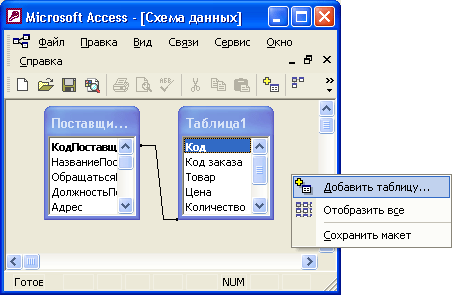 Microsoft Access - [Схема данных]
Файл Правка Вид Связи Сервис Окно
Справка
Поставщи...
КодПоставщ
НазваниеПос
Обращаться
ДолжностьП
Адрес
Таблица1
Код
Код заказа
Товар
Цена
Количество
Добавить таблицу...
Отобразить все
Сохранить макет
Готово
NUM